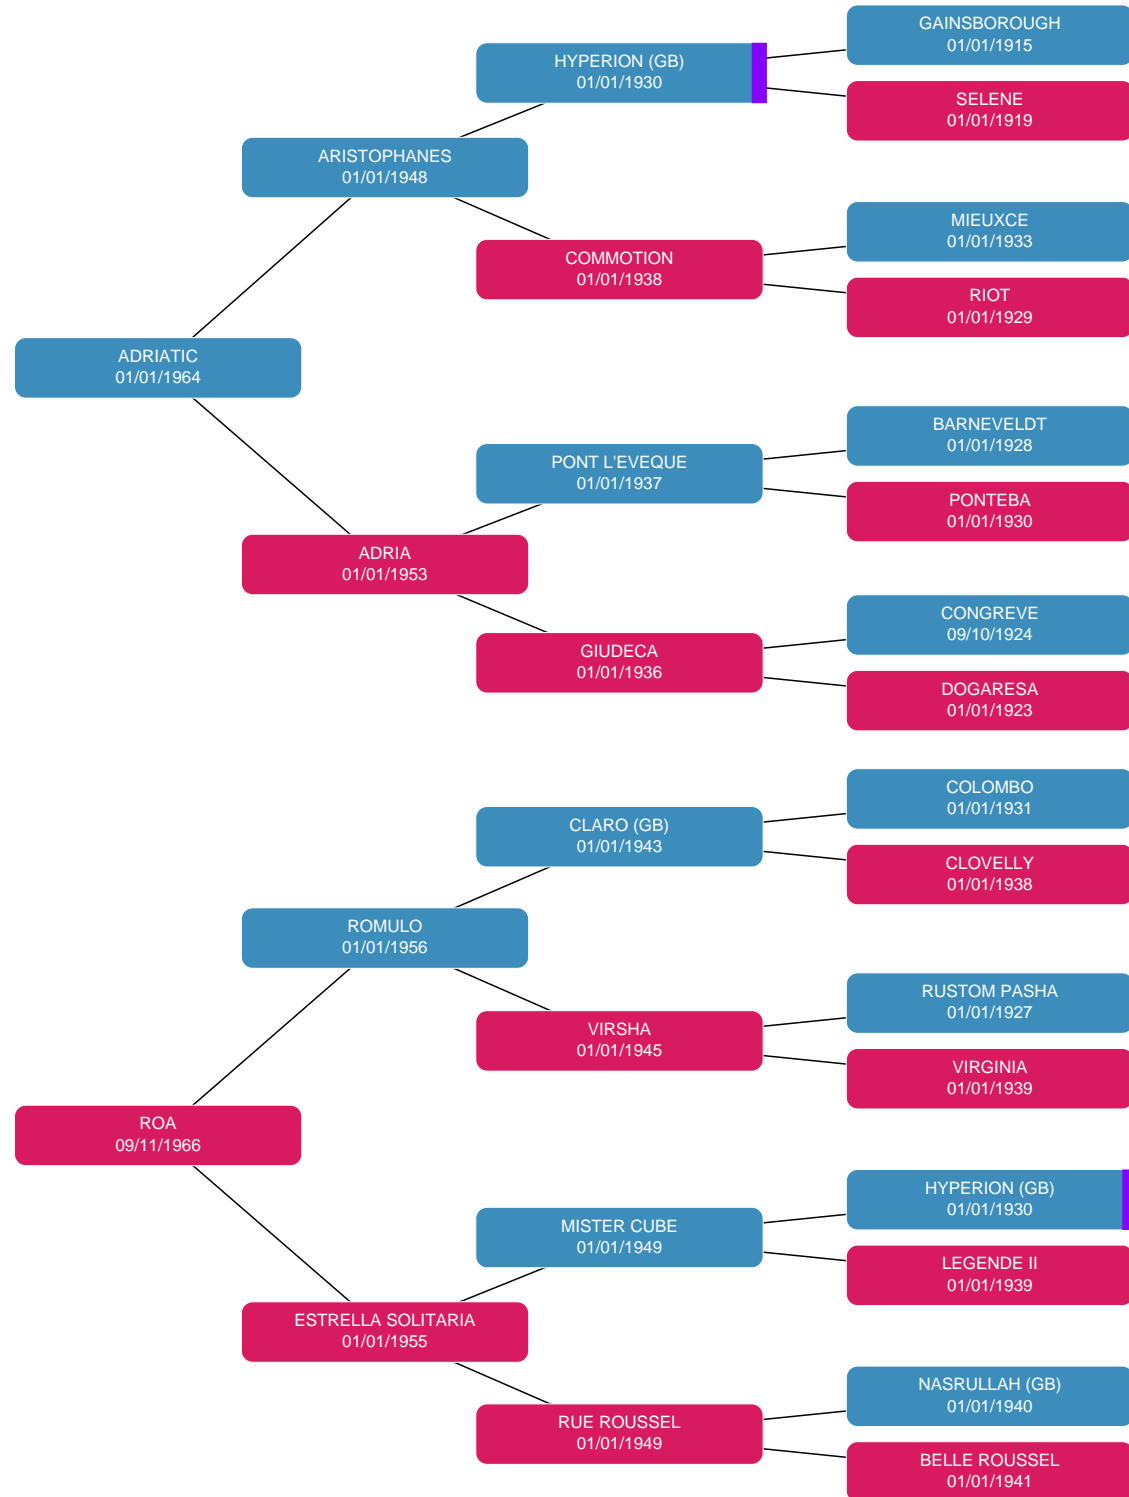 GAINSBOROUGH
01/01/1915
HYPERION (GB)
01/01/1930
SELENE
01/01/1919
ARISTOPHANES
01/01/1948
MIEUXCE
01/01/1933
COMMOTION
01/01/1938
RIOT
01/01/1929
ADRIATIC
01/01/1964
BARNEVELDT
01/01/1928
PONT L'EVEQUE
01/01/1937
PONTEBA
01/01/1930
ADRIA
01/01/1953
CONGREVE
09/10/1924
GIUDECA
01/01/1936
DOGARESA
01/01/1923
COLOMBO
01/01/1931
CLARO (GB)
01/01/1943
CLOVELLY
01/01/1938
ROMULO
01/01/1956
RUSTOM PASHA
01/01/1927
VIRSHA
01/01/1945
VIRGINIA
01/01/1939
ROA
09/11/1966
HYPERION (GB)
01/01/1930
MISTER CUBE
01/01/1949
LEGENDE II
01/01/1939
ESTRELLA SOLITARIA
01/01/1955
NASRULLAH (GB)
01/01/1940
RUE ROUSSEL
01/01/1949
BELLE ROUSSEL
01/01/1941